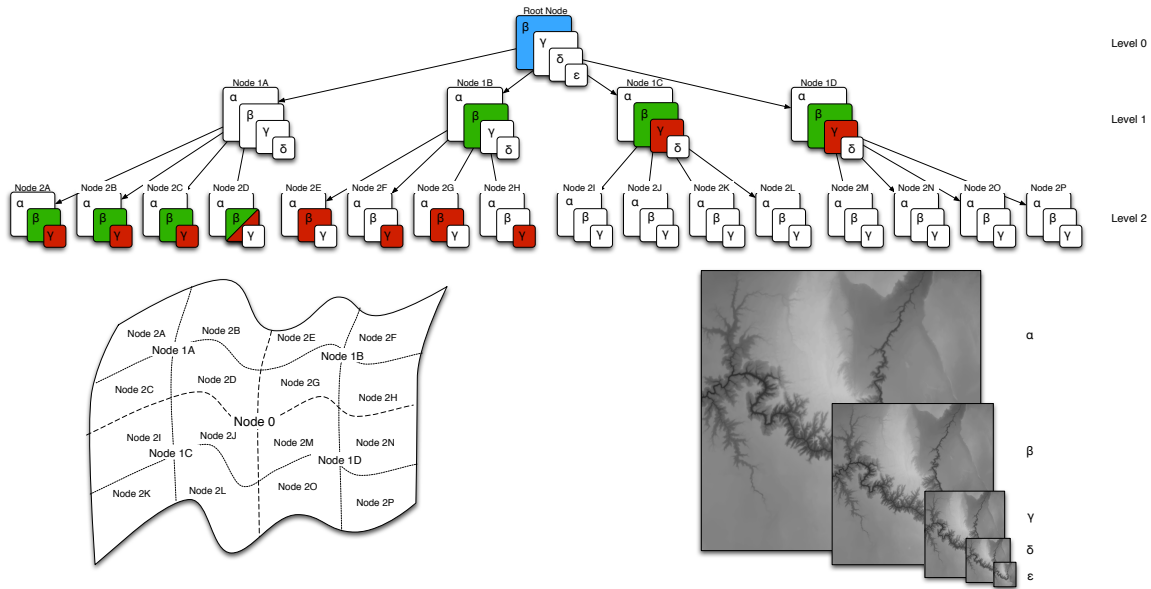 Root Node
β
γ
δ
ε
Level 0
Node 1A
α
β
γ
δ
Node 1B
α
β
γ
δ
Node 1C
α
β
γ
δ
Node 1D
α
β
γ
δ
Level 1
Node 2A
α
β
γ
Node 2B
α
β
γ
Node 2C
α
β
γ
Node 2D
α
β
γ
Node 2E
α
β
γ
Node 2F
α
β
γ
Node 2G
α
β
γ
Node 2H
α
β
γ
Node 2I
α
β
γ
Node 2J
α
β
γ
Node 2K
α
β
γ
Node 2L
α
β
γ
Node 2M
α
β
γ
Node 2N
α
β
γ
Node 2O
α
β
γ
Node 2P
α
β
γ
Level 2
Node 2A
Node 2B
Node 2E
Node 2F
Node 1A
Node 1B
Node 2C
Node 2D
Node 2G
Node 2H
Node 0
Node 2I
Node 2J
Node 2M
Node 2N
Node 1C
Node 1D
Node 2K
Node 2L
Node 2O
Node 2P
α
β
γ
δ
ε